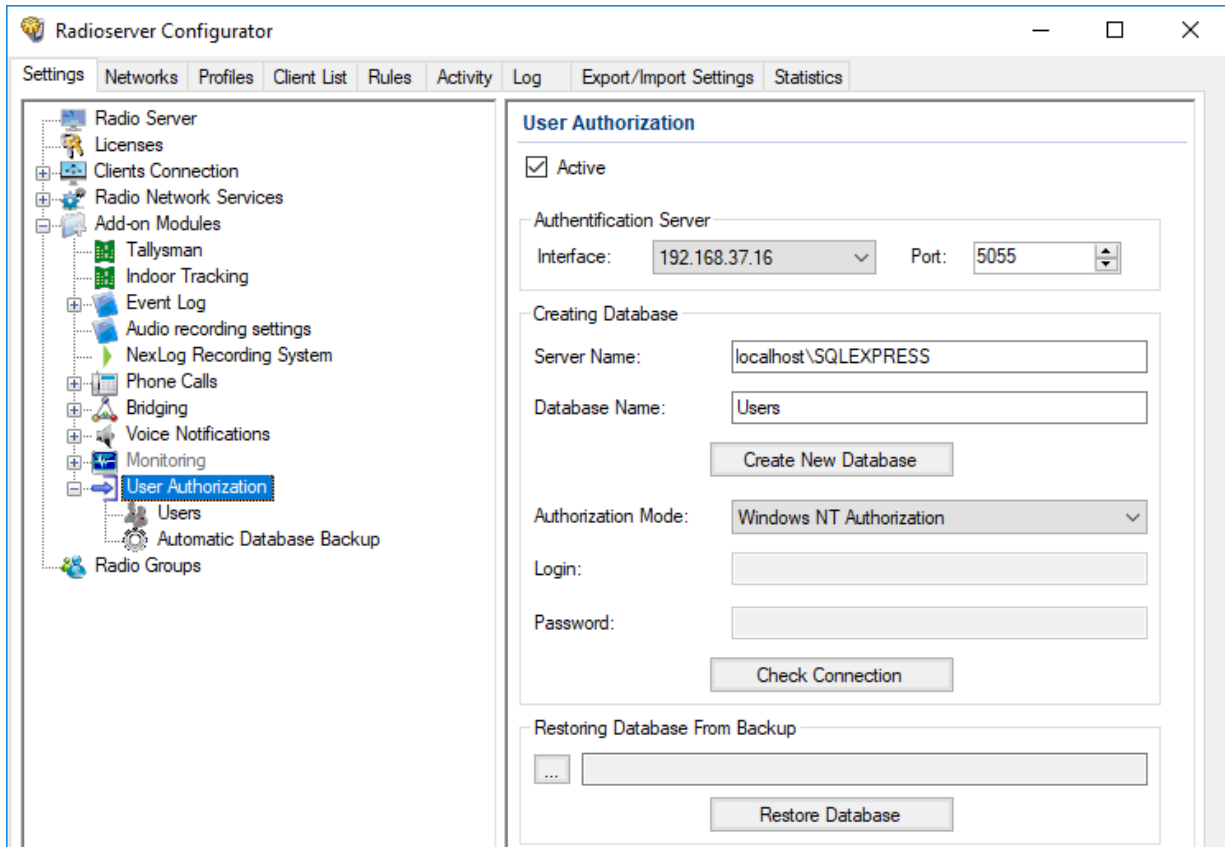 Radioserver Configurator
Settings Networks Profiles Client List Rules Activity Log Export/Import Settings Statistics
Radio Server
Licenses
Clients Connection
Radio Network Services
Add-on Modules
Tallysman
Indoor Tracking
Event Log
Audio recording settings
NexLog Recording System
Phone Calls
Bridging
Voice Notifications
Monitoring
User Authorization
Users
Automatic Database Backup
Radio Groups
User Authorization
Active
Authentification Server
Interface: 192.168.37.16 Port: 5055
Creating Database
Server Name: localhost\SQLEXPRESS
Database Name: Users
Create New Database
Authorization Mode: Windows NT Authorization
Login:
Password:
Check Connection
Restoring Database From Backup
...
Restore Database